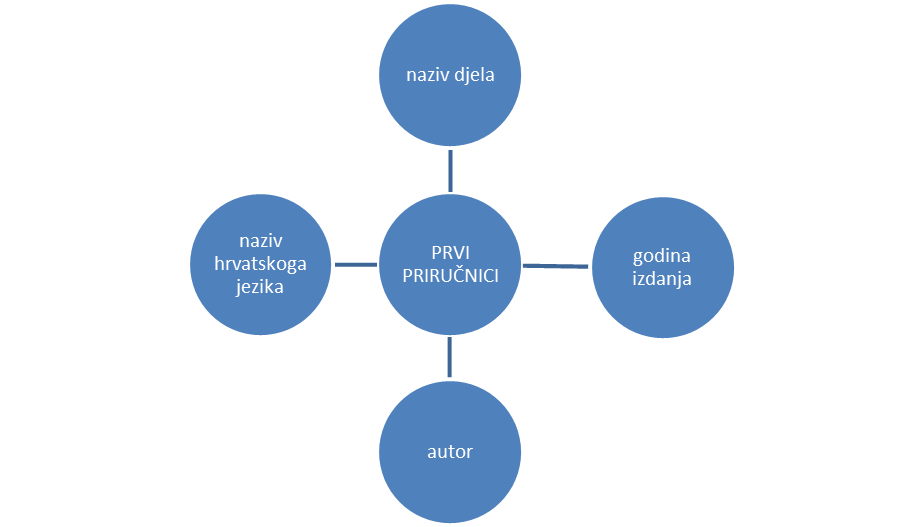 naziv djela
naziv
hrvatskoga
jezika
PRVI
PRIRUČNICI
godina
izdanja
autor